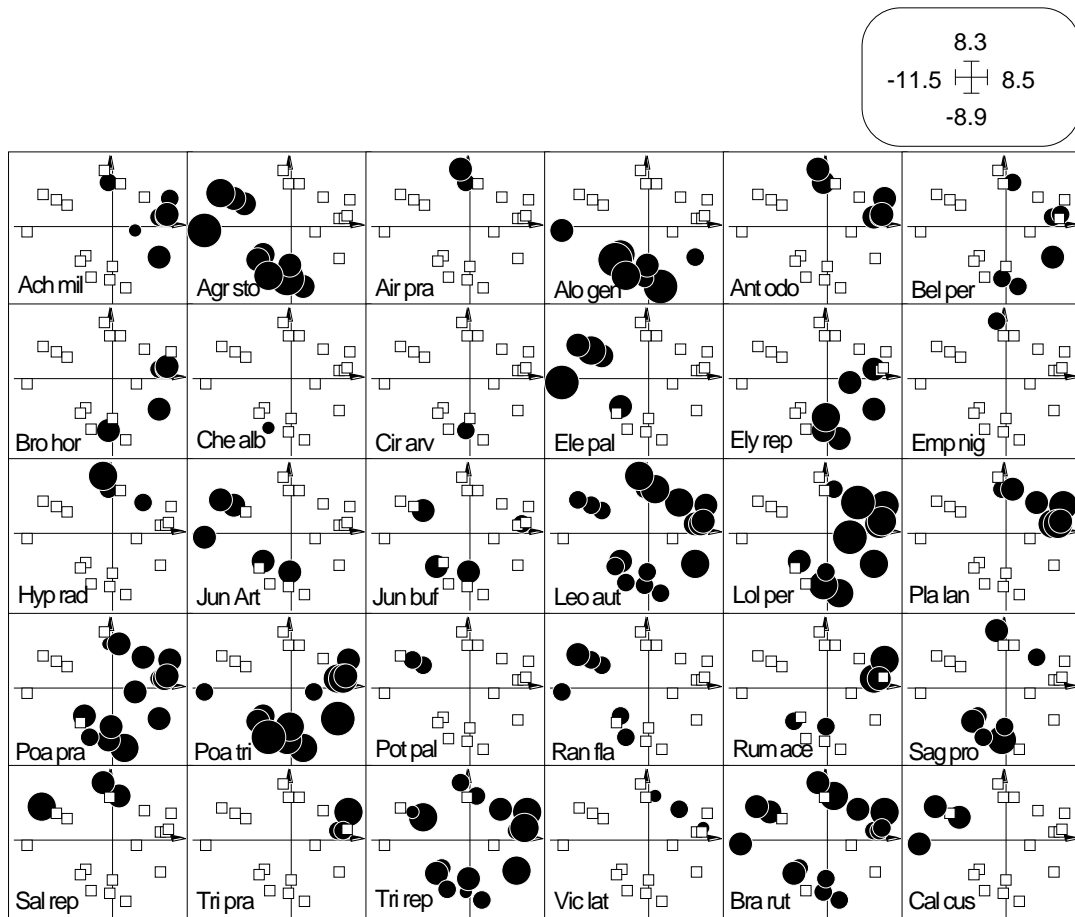 8.3
-11.5 8.5
-8.9
Ach mil Agr sto Air pra Alo gen Ant odo Bel per
Bro hor Che alb Cir arv Ele pal Ely rep Emp nig
Hyp rad Jun Art Jun buf Leo aut Lol per Pla lan
Poa pra Poa tri Pot pal Ran fla Rum ace Sag pro
Sal rep Tri pra Tri rep Vic lat Bra rut Cal cus